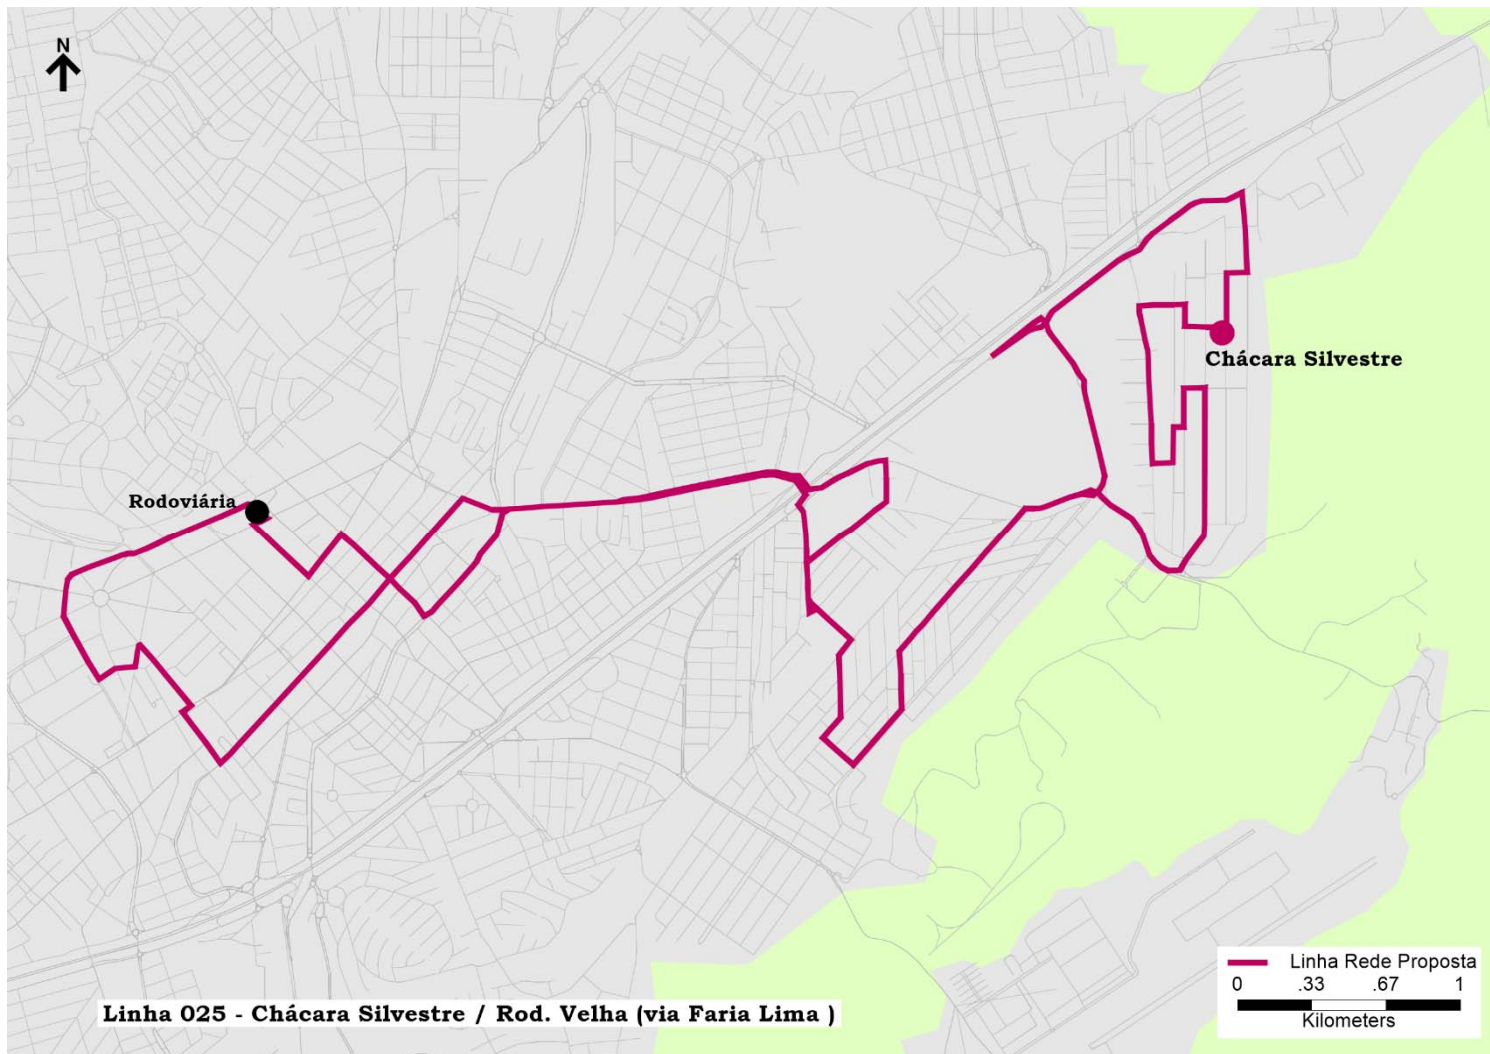 N
Rodoviária
Chácara Silvestre
Linha Rede Proposta
0 .33 .67 1
Kilometers
Linha 025 - Chácara Silvestre / Rod. Velha (via Faria Lima )